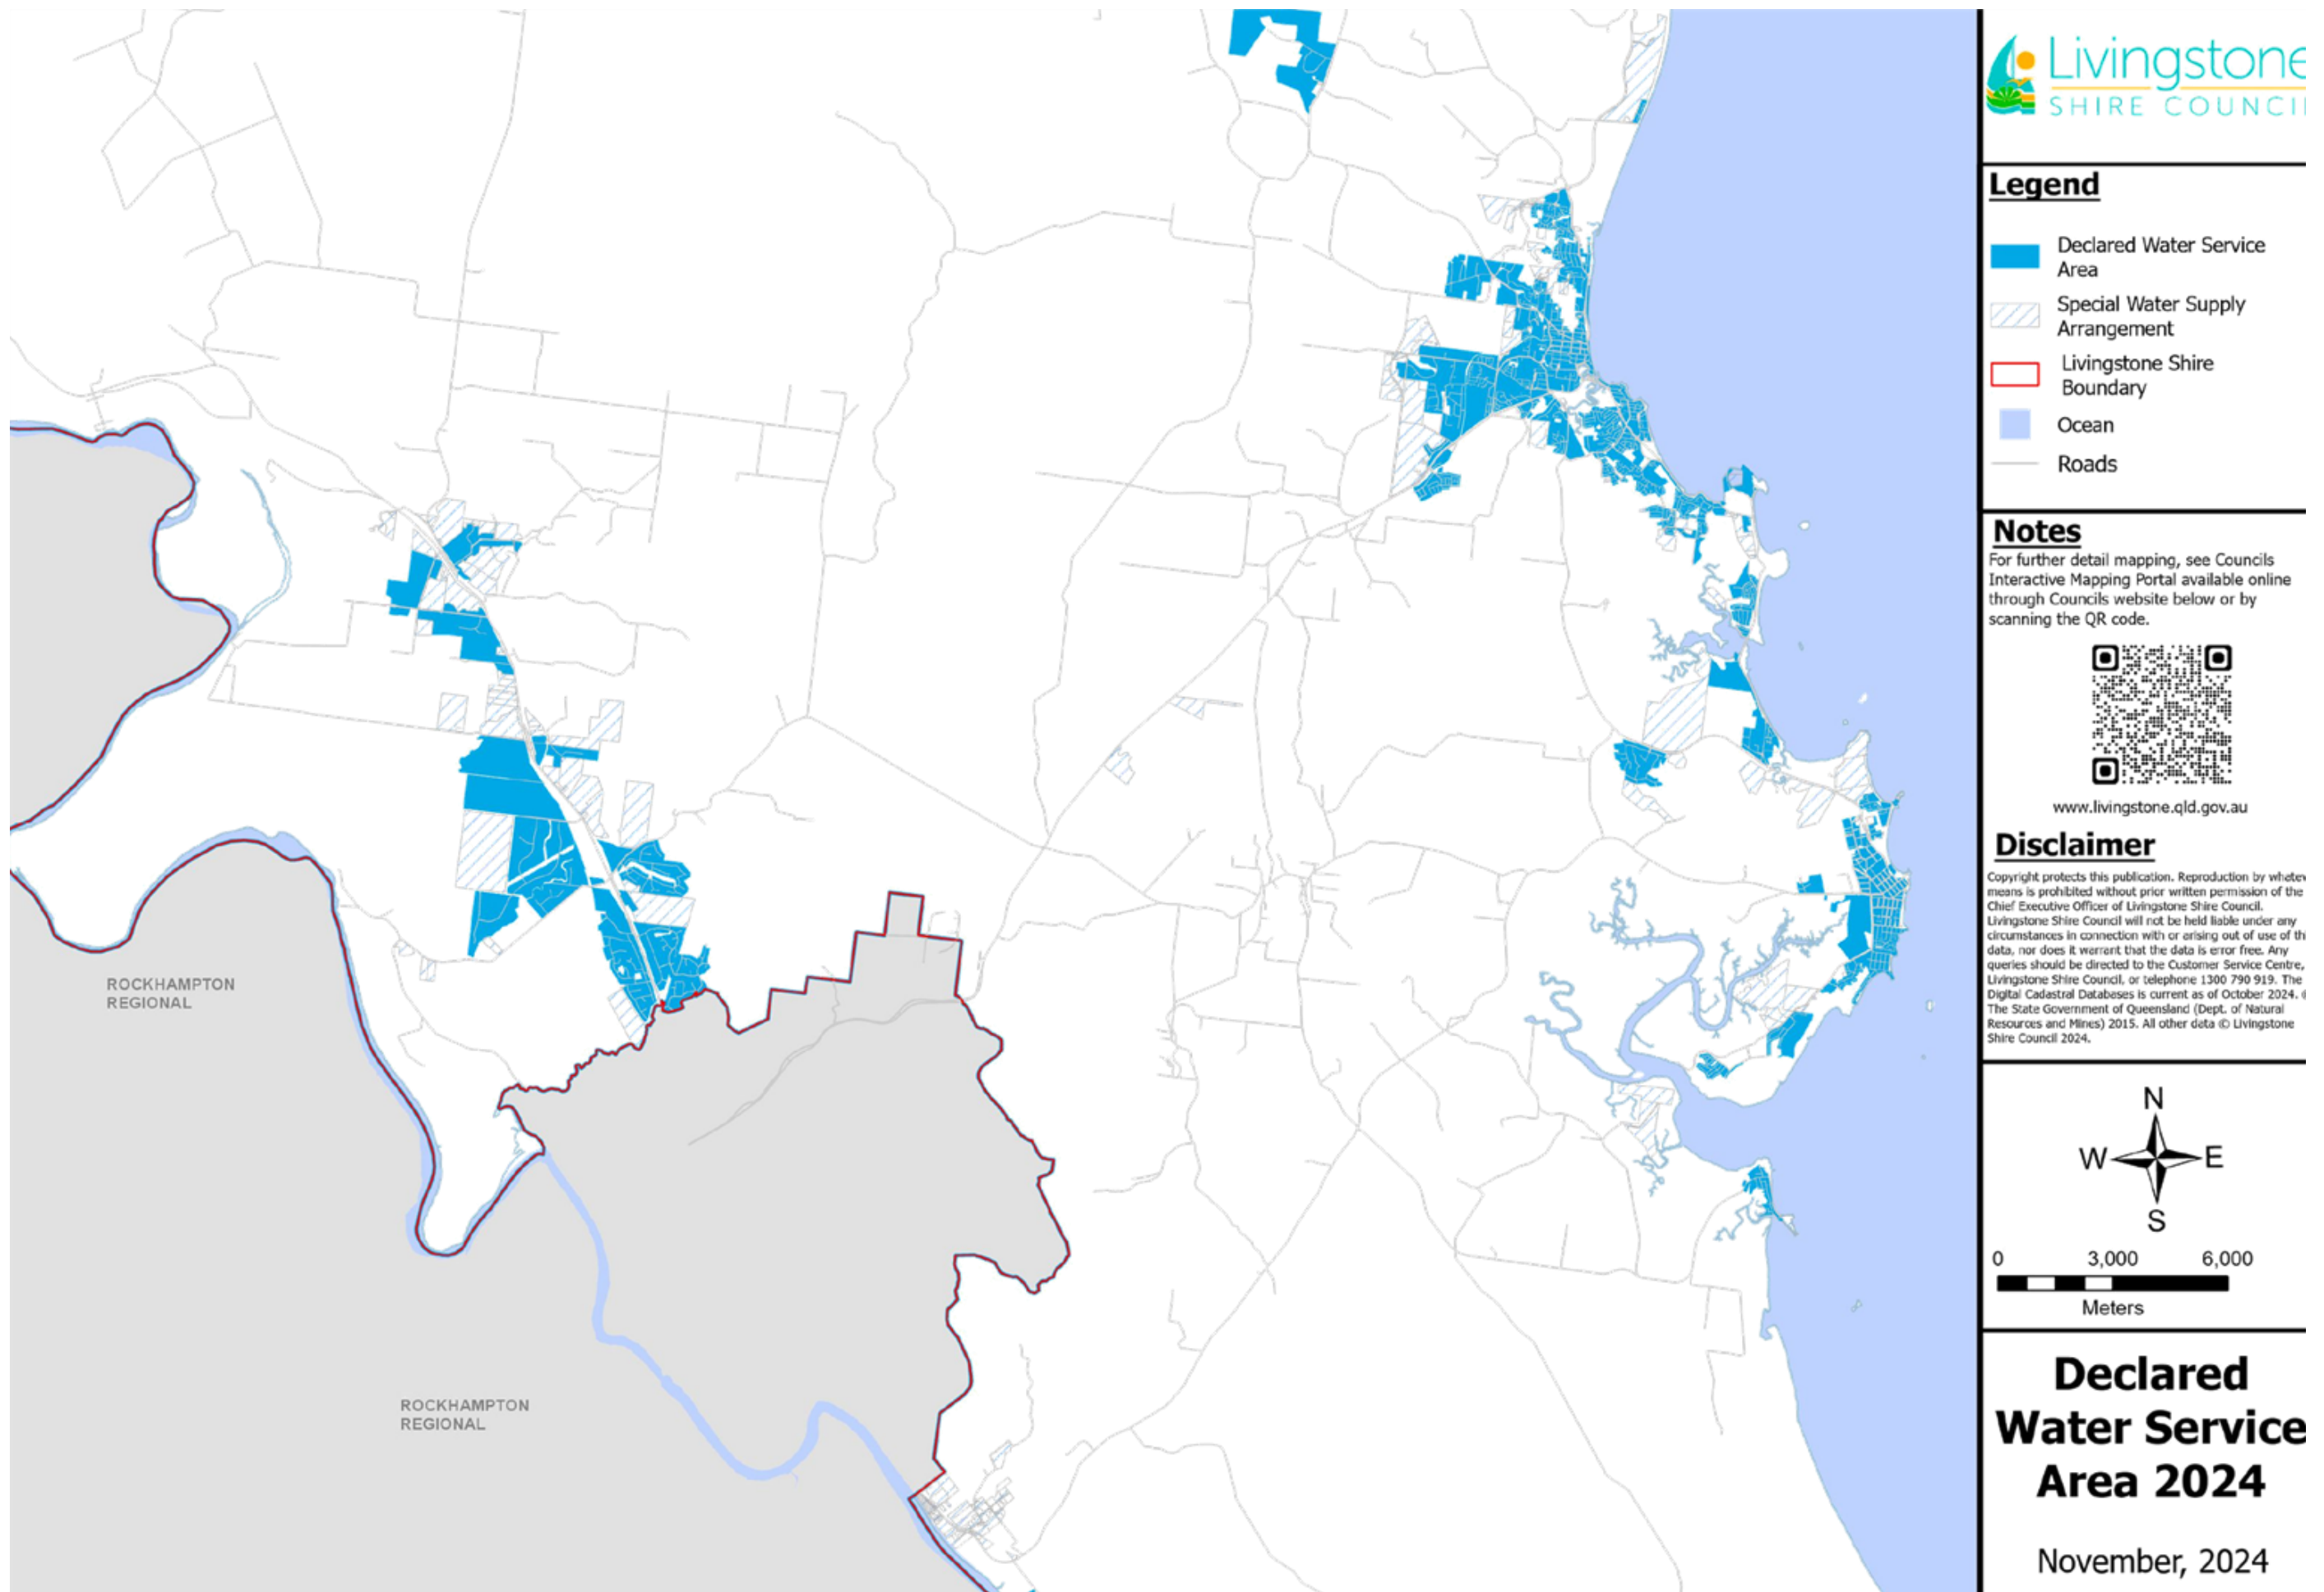 Livingstone
SHIRE COUNCIL
Legend
Declared Water Service
Area
Special Water Supply
Arrangement
Livingstone Shire
Boundary
Ocean
Roads
Notes
For further detail mapping, see Councils
Interactive Mapping Portal available online
through Councils website below or by
scanning the QR code.
www.livingstone.qld.gov.au
Disclaimer
Copyright protects this publication. Reproduction by whatev
means is prohibited without prior written permission of the
Chief Executive Officer of Livingstone Shire Council.
Livingstone Shire Council will not be held liable under any
circumstances in connection with or arising out of use of thi
data, nor does it warrant that the data is error free. Any
queries should be directed to the Customer Service Centre,
Livingstone Shire Council, or telephone 1300 790 919. The
Digital Cadastral Databases is current as of October 2024. ©
The State Government of Queensland (Dept. of Natural
Resources and Mines) 2015. All other data © Livingstone
Shire Council 2024.
ROCKHAMPTON
REGIONAL
ROCKHAMPTON
REGIONAL
N
W E
S
0 3,000 6,000
Meters
Declared
Water Service
Area 2024
November, 2024